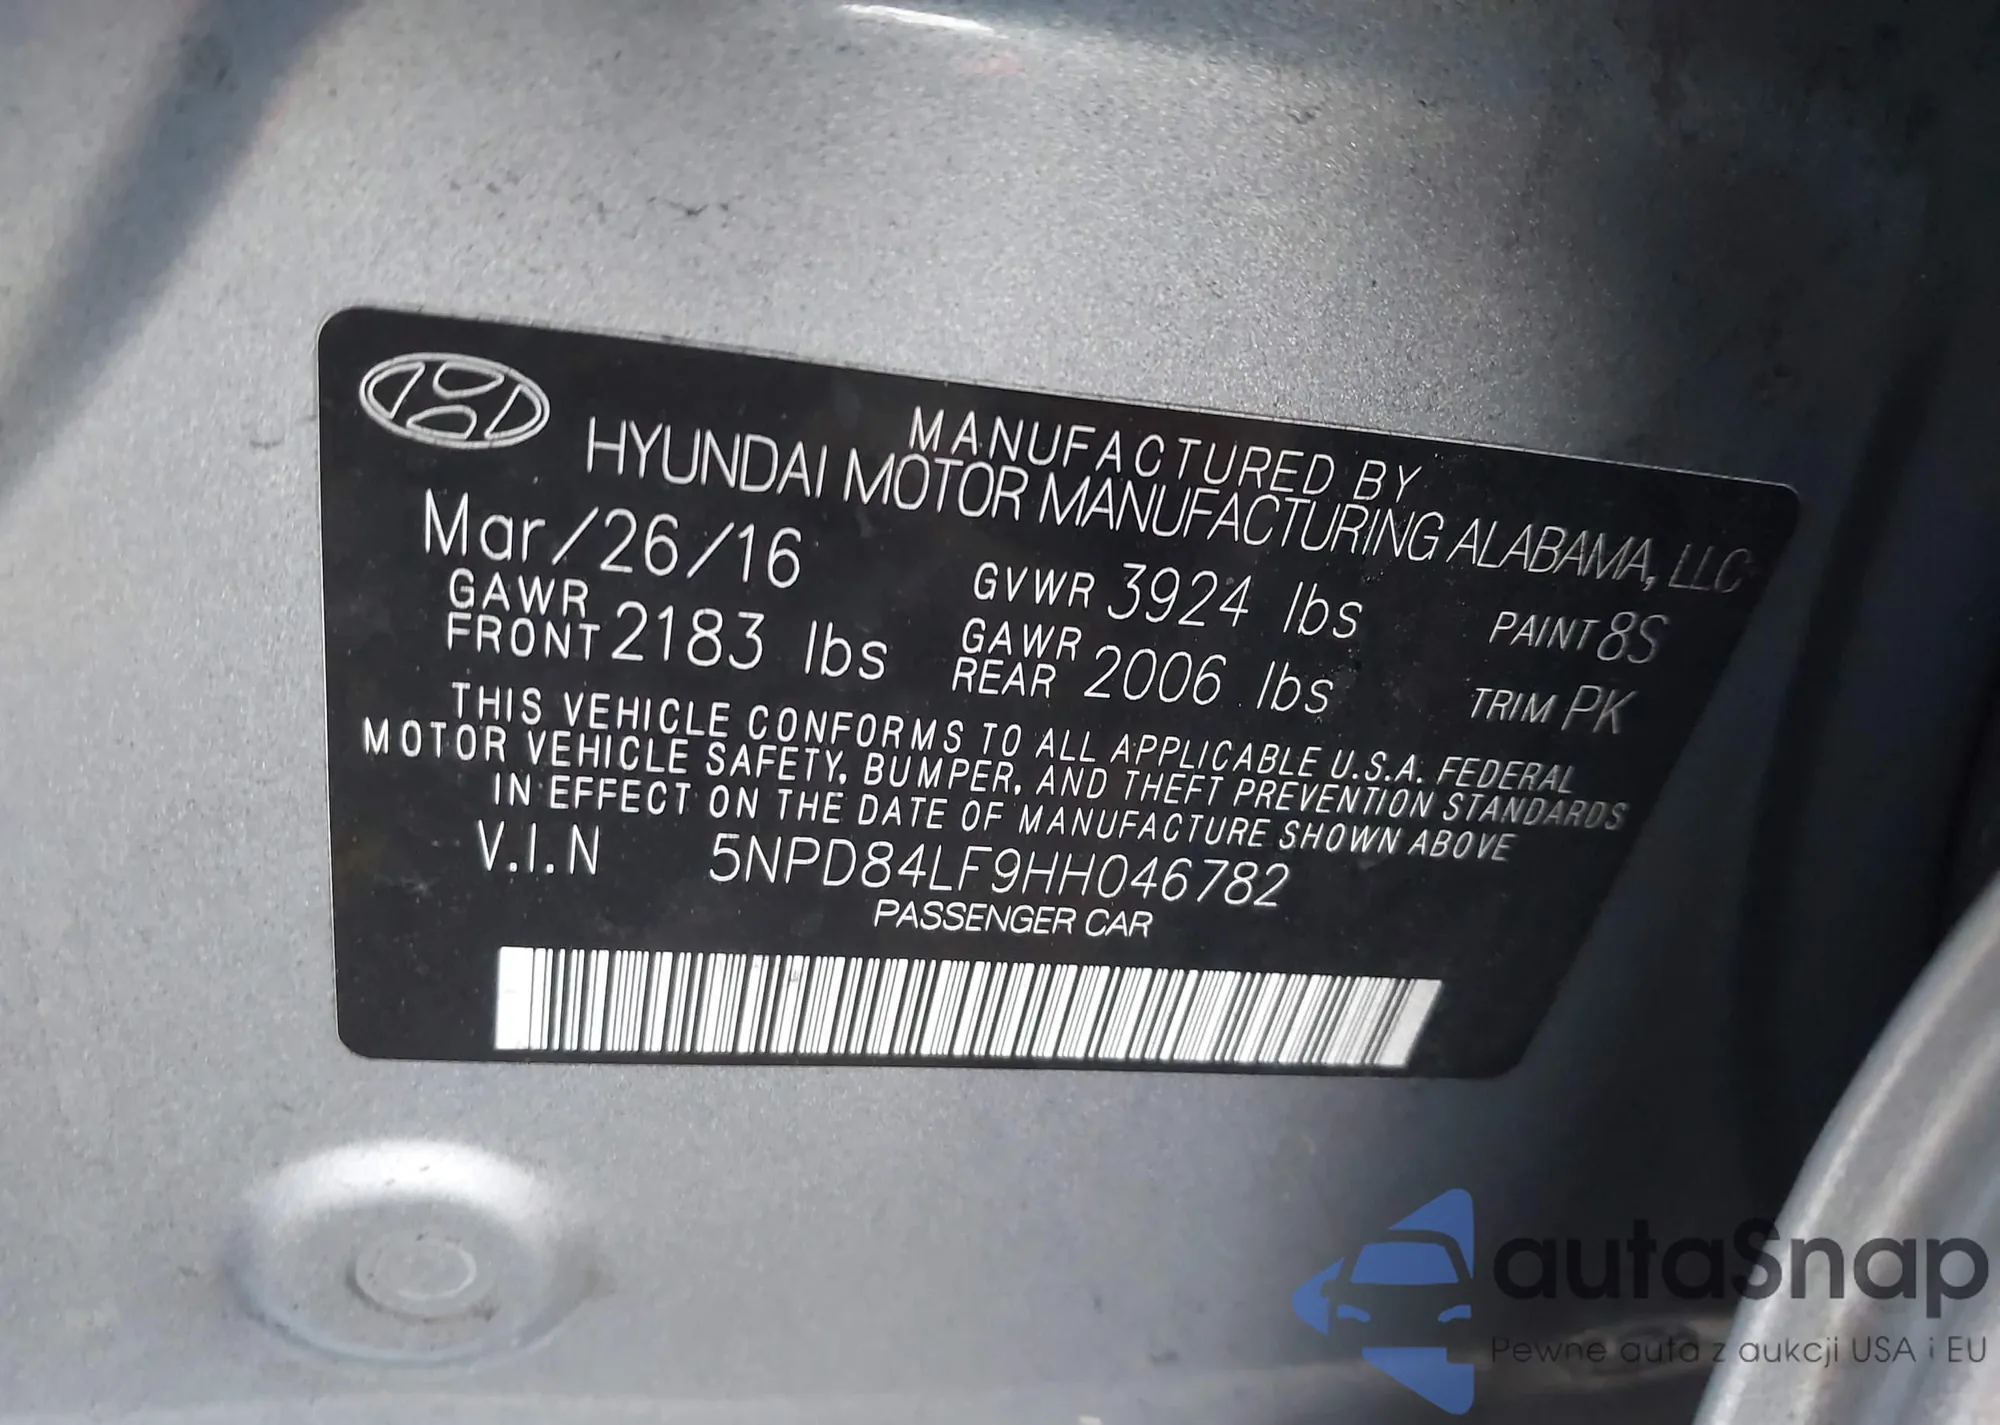 MANUFACTURED BY
HYUNDAI MOTOR MANUFACTURING ALABAMA, LLC
Mar/26/16 GVWR 3924 lbs PAINT 8S
GAWR FRONT 2183 lbs GAWR REAR 2006 lbs TRIM PK
THIS VEHICLE CONFORMS TO ALL APPLICABLE U.S.A. FEDERAL
MOTOR VEHICLE SAFETY, BUMPER, AND THEFT PREVENTION STANDARDS
IN EFFECT ON THE DATE OF MANUFACTURE SHOWN ABOVE
V.I.N 5NPD84LF9HH046782
PASSENGER CAR
autaSnap
Pewne auta z aukcji USA i EU